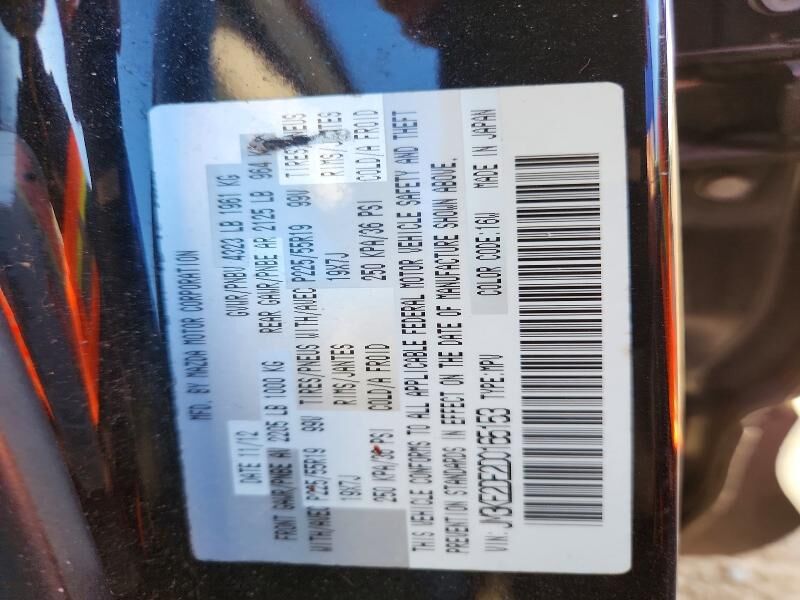 MFD. BY MAZDA MOTOR CORPORATION
DATE 11/12 GVWR/PNBV 4323 LB 1961 KG
FRONT GAWR/PNBE AV 2205 LB 1000 KG REAR GAWR/PNBE AR 2125 LB 964
WITH/AVEC P225/55R19 99V TIRES/PNEUS WITH/AVEC P225/55R19 99V TIRES/PNEUS
19X7J RIMS/JANTES 19X7J RIMS/JANTES
250 KPA/36 PSI COLD/A FROID 250 KPA/36 PSI COLD/A FROID
THIS VEHICLE CONFORMS TO ALL APPLICABLE FEDERAL MOTOR VEHICLE SAFETY AND THEFT
PREVENTION STANDARDS IN EFFECT ON THE DATE OF MANUFACTURE SHOWN ABOVE.
VIN: TYPE:MPV COLOR CODE:16W MADE IN JAPAN